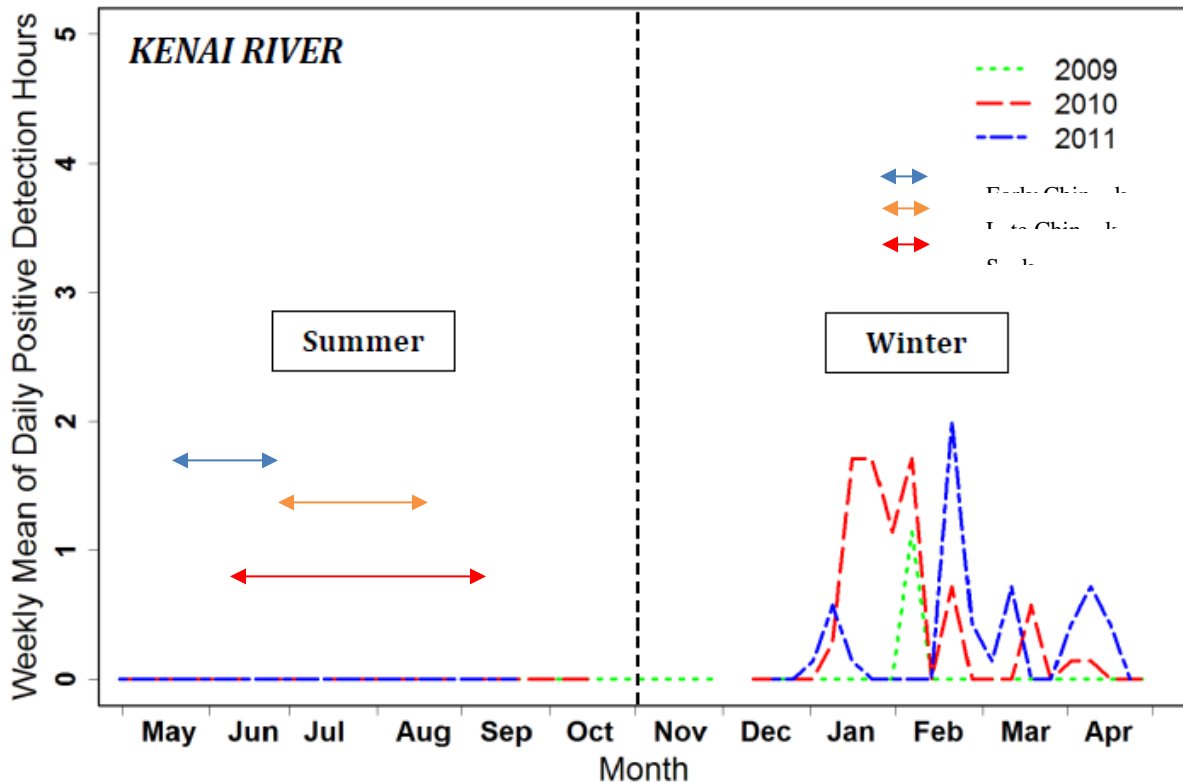 KENAI RIVER
2009
2010
2011
Summer
Winter
5
4
3
2
1
0
Weekly Mean of Daily Positive Detection Hours
May Jun Jul Aug Sep Oct Nov Dec Jan Feb Mar Apr
Month